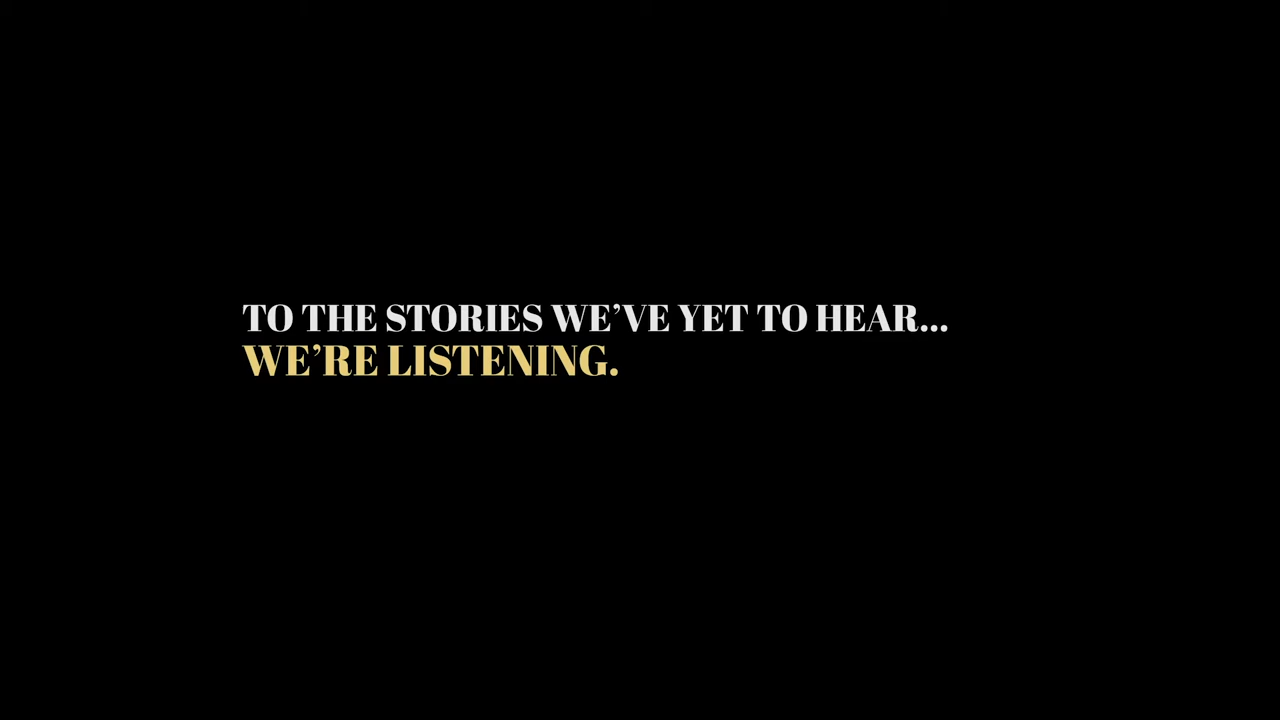 TO THE STORIES WE’VE YET TO HEAR...
WE’RE LISTENING.